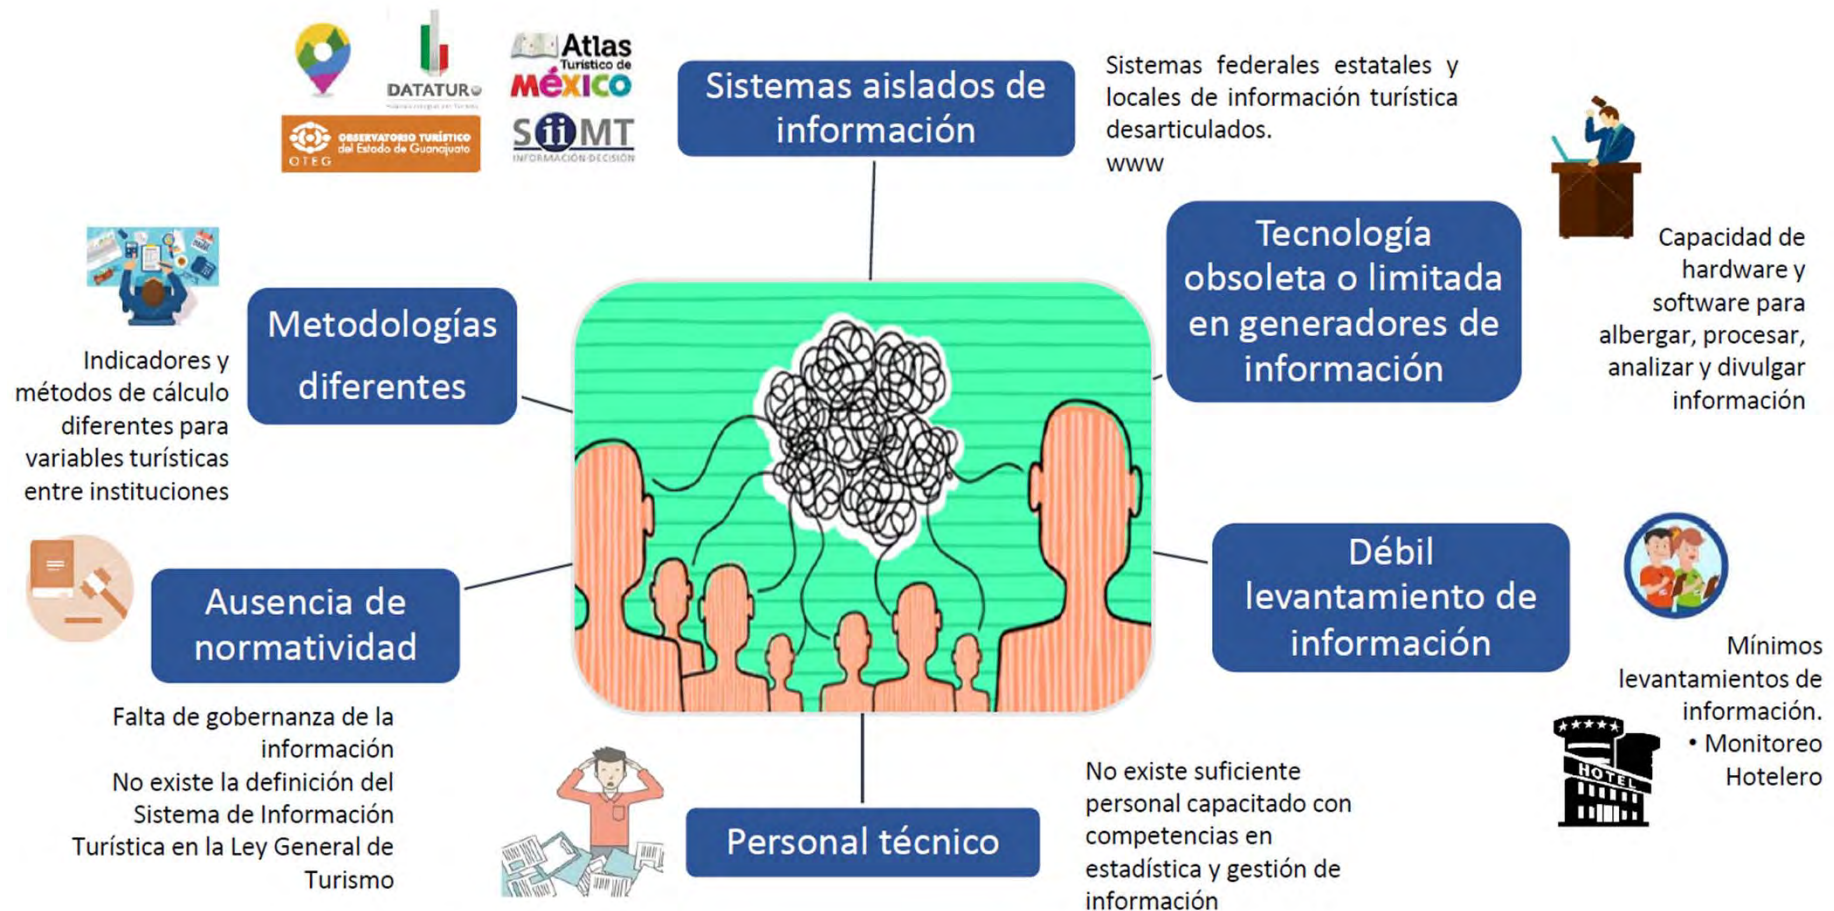 DATATUR
Atlas
Turístico de
MÉXICO
OBSERVATORIO TURÍSTICO
del Estado de Guanajuato
OTEG
SiiMT
INFORMACIÓN·DECISIÓN
Sistemas aislados de
información
Sistemas federales estatales y
locales de información turística
desarticulados.
www
Tecnología
obsoleta o limitada
en generadores de
información
Capacidad de
hardware y
software para
albergar, procesar,
analizar y divulgar
información
Metodologías
diferentes
Indicadores y
métodos de cálculo
diferentes para
variables turísticas
entre instituciones
Débil
levantamiento de
información
Mínimos
levantamientos de
información.
• Monitoreo
Hotelero
HOTEL
Ausencia de
normatividad
Falta de gobernanza de la
información
No existe la definición del
Sistema de Información
Turística en la Ley General de
Turismo
Personal técnico
No existe suficiente
personal capacitado con
competencias en
estadística y gestión de
información